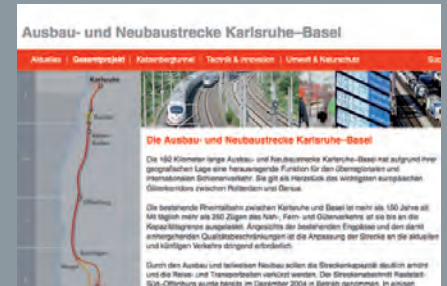 Ausbau- und Neubaustrecke Karlsruhe–Basel
Aktuelles | Gesamtprojekt | Katzenbergtunnel | Technik & Innovation | Umwelt & Naturschutz
Karlsruhe
Rastatt
Baden-Baden
Offenburg
Die Ausbau- und Neubaustrecke Karlsruhe–Basel
Die 182 Kilometer lange Ausbau- und Neubaustrecke Karlsruhe–Basel hat aufgrund ihrer
geografischen Lage eine herausragende Funktion für den überregionalen und
internationalen Schienenverkehr. Sie gilt als Herzstück des wichtigsten europäischen
Güterkorridors zwischen Rotterdam und Genua.
Die bestehende Rheintalbahn zwischen Karlsruhe und Basel ist mehr als 150 Jahre alt.
Mit täglich mehr als 250 Zügen des Nah-, Fern- und Güterverkehrs ist sie bis an die
Kapazitätsgrenze ausgelastet. Angesichts der bestehenden Engpässe und den damit
einhergehenden Qualitätsbeschränkungen ist die Anpassung der Strecke an die aktuellen
und künftigen Verkehre dringend erforderlich.
Durch den Ausbau und teilweisen Neubau sollen die Streckenkapazität deutlich erhöht
und die Reise- und Transportzeiten verkürzt werden. Der Streckenabschnitt Rastatt-
Süd–Offenburg wurde bereits im Dezember 2004 in Betrieb genommen. In einigen